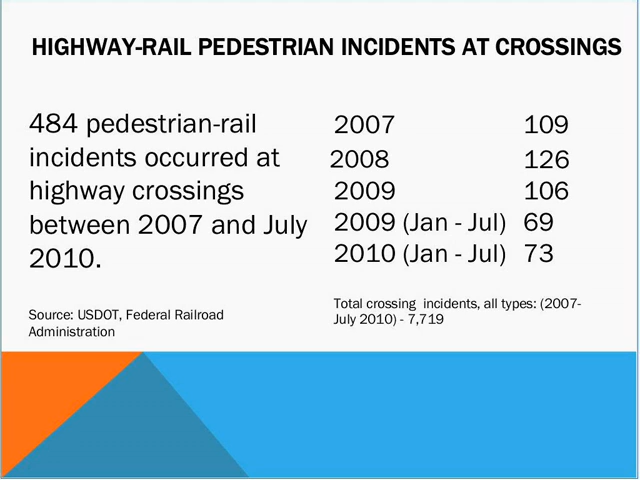 HIGHWAY-RAIL PEDESTRIAN INCIDENTS AT CROSSINGS
484 pedestrian-rail
incidents occurred at
highway crossings
between 2007 and July
2010.
Source: USDOT, Federal Railroad
Administration
2007 109
2008 126
2009 106
2009 (Jan - Jul) 69
2010 (Jan - Jul) 73
Total crossing incidents, all types: (2007-
July 2010) - 7,719